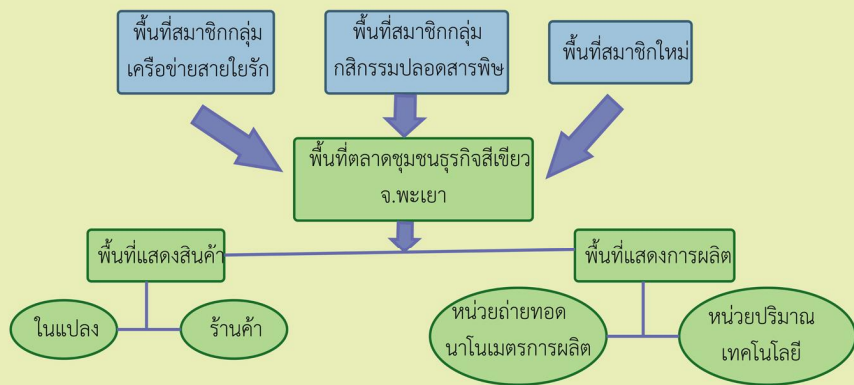 พื้นที่สมาชิกกลุ่ม
เครือข่ายสายใยรัก
พื้นที่สมาชิกกลุ่ม
กสิกรรมปลอดสารพิษ
พื้นที่สมาชิกใหม่
พื้นที่ตลาดชุมชนธุรกิจสีเขียว
จ.พะเยา
พื้นที่แสดงสินค้า
พื้นที่แสดงการผลิต
ในแปลง
ร้านค้า
หน่วยถ่ายทอด
นาโนเมตรการผลิต
หน่วยปริมาณ
เทคโนโลยี